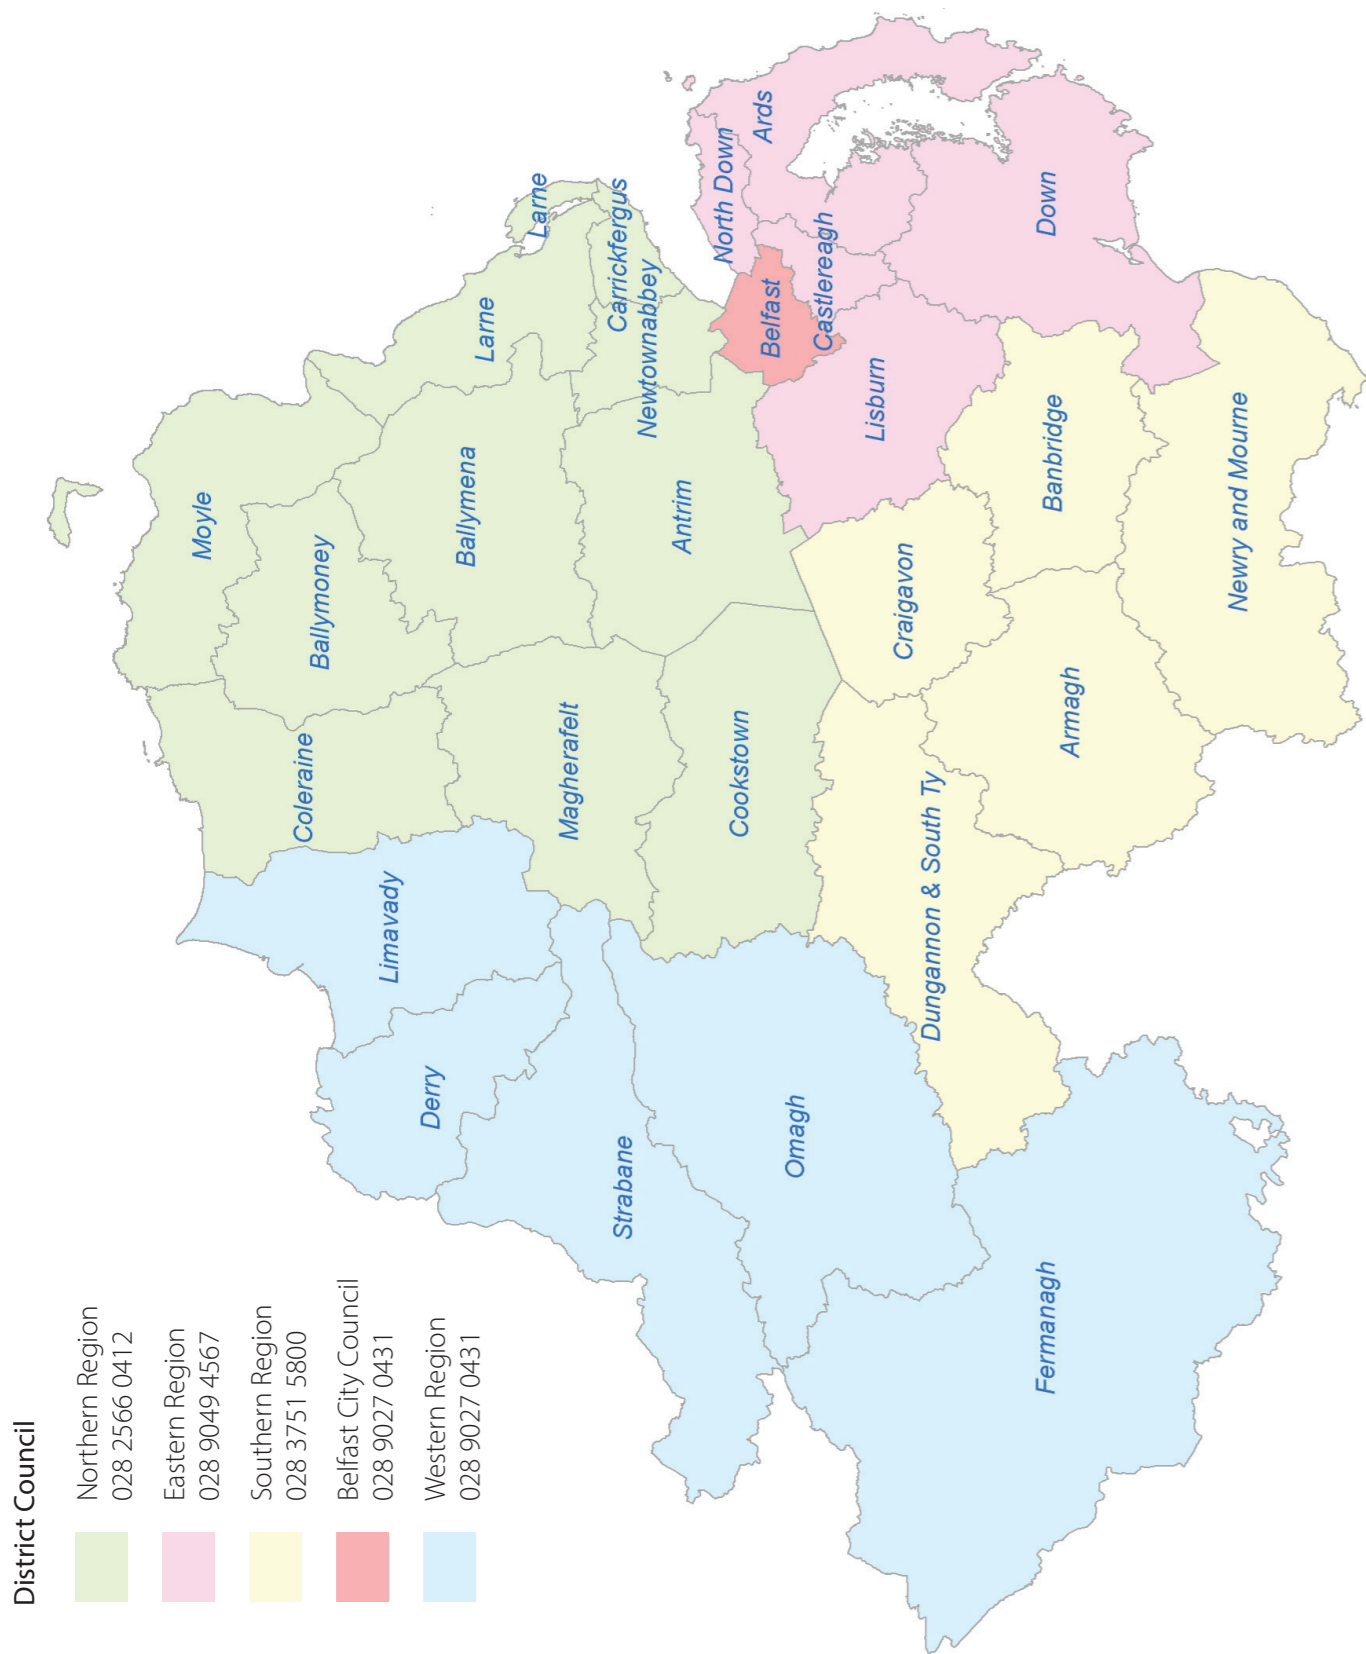 District Council
Northern Region
028 2566 0412
Eastern Region
028 9049 4567
Southern Region
028 3751 5800
Belfast City Council
028 9027 0431
Western Region
028 9027 0431
Moyle
Coleraine
Ballymoney
Limavady
Derry
Ballymena
Larne
Larne
Magherafelt
Carrickfergus
Newtownabbey
Strabane
Antrim
Cookstown
North Down
Ards
Belfast
Castlereagh
Omagh
Lisburn
Craigavon
Dungannon & South Ty
Down
Banbridge
Armagh
Fermanagh
Newry and Mourne